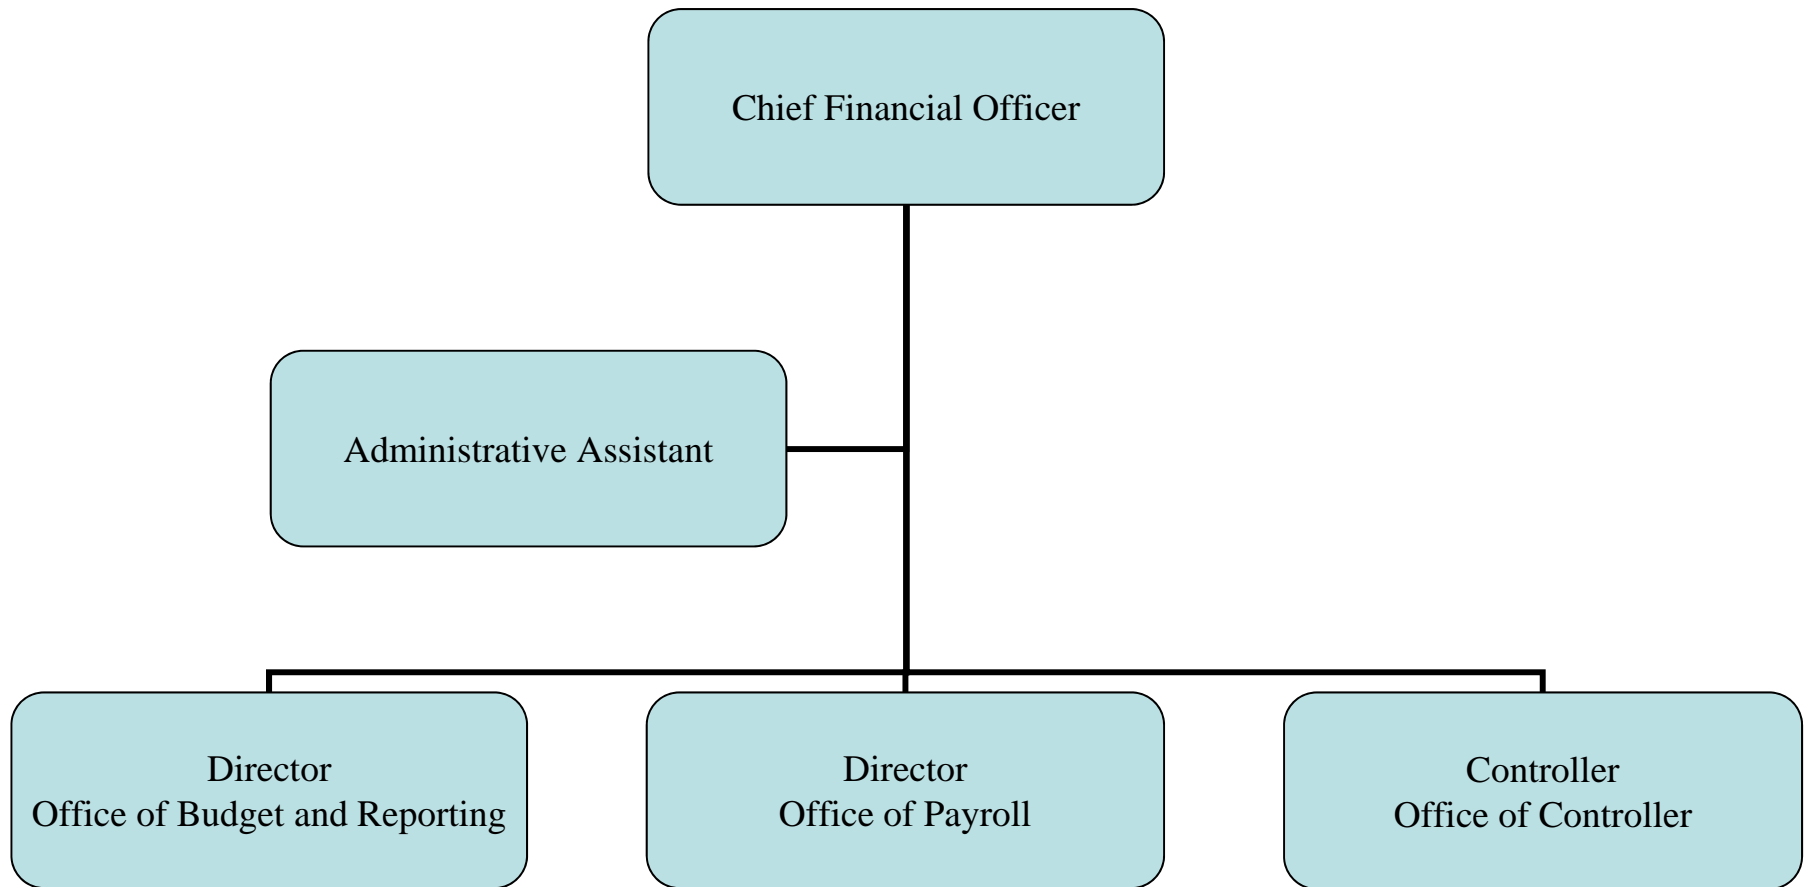 Chief Financial Officer
Administrative Assistant
Director
Office of Budget and Reporting
Director
Office of Payroll
Controller
Office of Controller